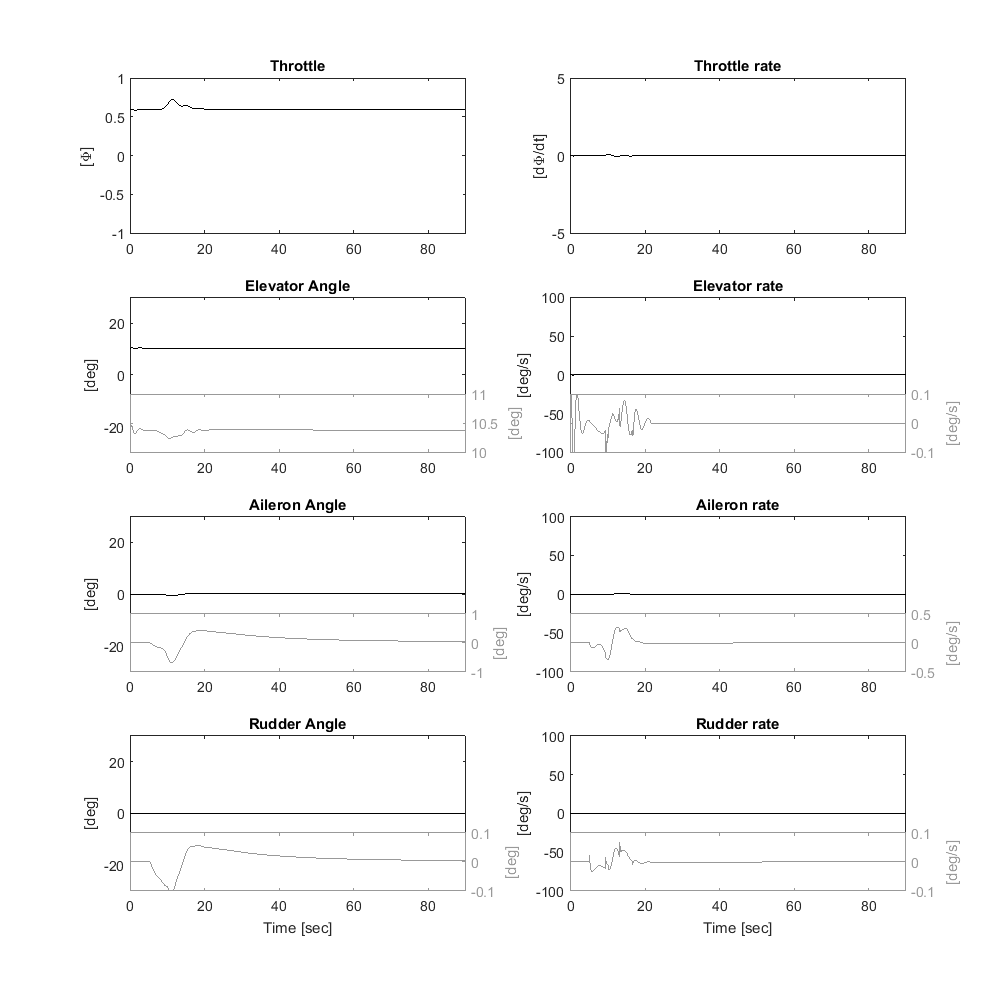 Throttle
Throttle rate
1
0.5
0
-0.5
-1
[Φ]
0 20 40 60 80
5
0
-5
[dΦ/dt]
0 20 40 60 80
Elevator Angle
Elevator rate
20
0
-20
[deg]
11
10.5
10
[deg]
0 20 40 60 80
100
50
0
-50
-100
[deg/s]
0.1
0
-0.1
[deg/s]
0 20 40 60 80
Aileron Angle
Aileron rate
20
0
-20
[deg]
1
0
-1
[deg]
0 20 40 60 80
100
50
0
-50
-100
[deg/s]
0.5
0
-0.5
[deg/s]
0 20 40 60 80
Rudder Angle
Rudder rate
20
0
-20
[deg]
0.1
0
-0.1
[deg]
0 20 40 60 80
Time [sec]
100
50
0
-50
-100
[deg/s]
0.1
0
-0.1
[deg/s]
0 20 40 60 80
Time [sec]